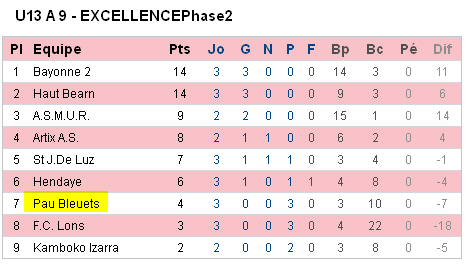 U13 A 9 - EXCELLENCEPhase2
Pl Equipe Pts Jo G N P F Bp Bc Pé Dif
1 Bayonne 2 14 3 3 0 0 0 14 3 0 11
2 Haut Bearn 14 3 3 0 0 0 9 3 0 6
3 A.S.M.U.R. 9 2 2 0 0 0 15 1 0 14
4 Artix A.S. 8 2 1 1 0 0 6 2 0 4
5 St J.De Luz 7 3 1 1 1 0 3 4 0 -1
6 Hendaye 6 3 1 0 1 1 4 8 0 -4
7 Pau Bleuets 4 3 0 0 3 0 3 10 0 -7
8 F.C. Lons 3 3 0 0 3 0 4 22 0 -18
9 Kamboko Izarra 2 2 0 0 2 0 3 8 0 -5